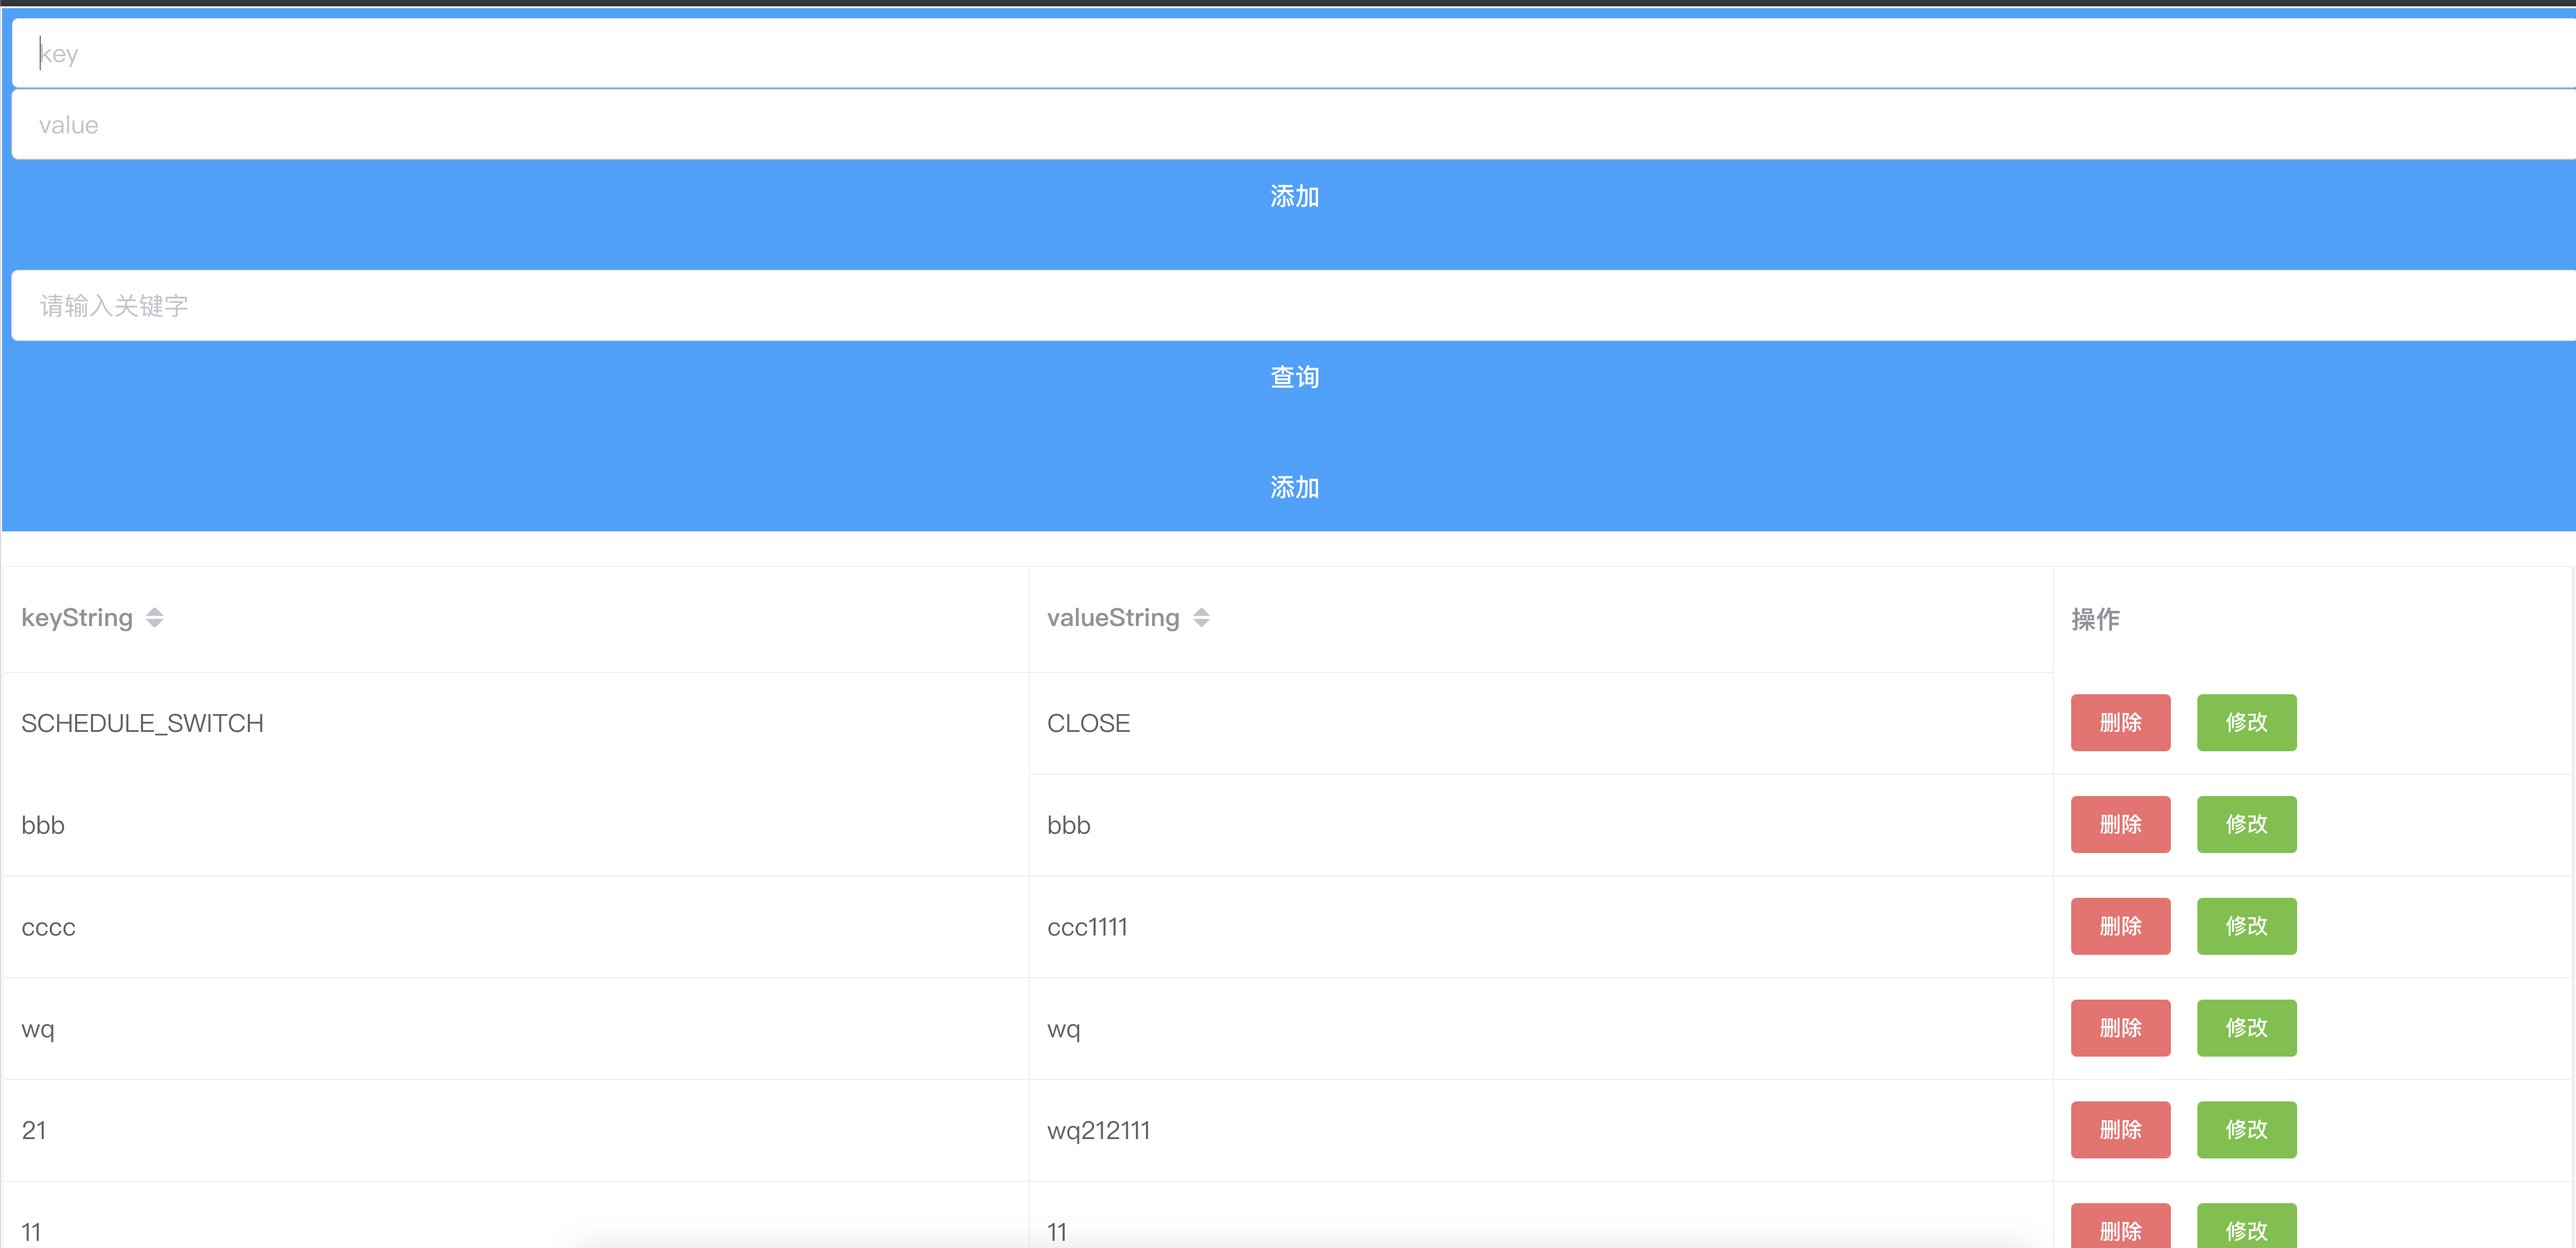 key
value
添加
请输入关键字
查询
添加
keyString valueString 操作
SCHEDULE_SWITCH CLOSE 删除 修改
bbb bbb 删除 修改
cccc ccc1111 删除 修改
wq wq 删除 修改
21 wq212111 删除 修改
11 11 删除 修改